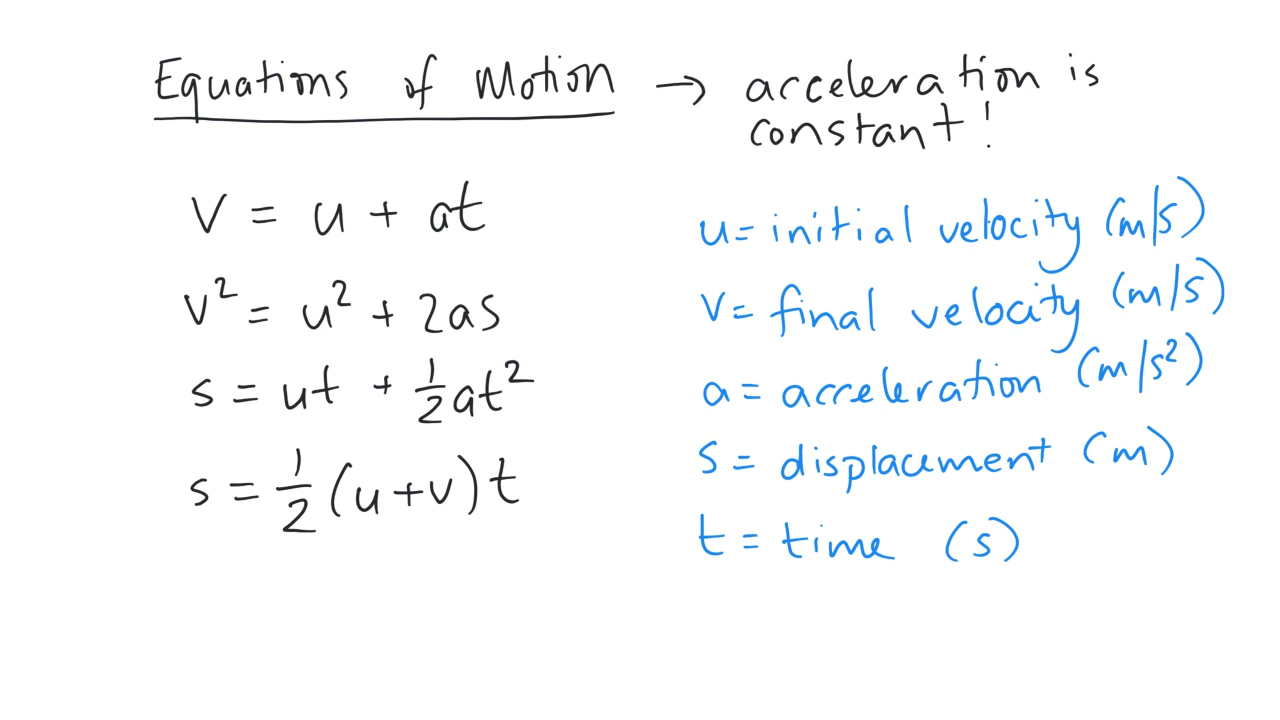 Equations of Motion → acceleration is
constant!
v = u + at
v² = u² + 2as
s = ut + ½at²
s = ½(u+v)t
u = initial velocity (m/s)
v = final velocity (m/s)
a = acceleration (m/s²)
s = displacement (m)
t = time (s)